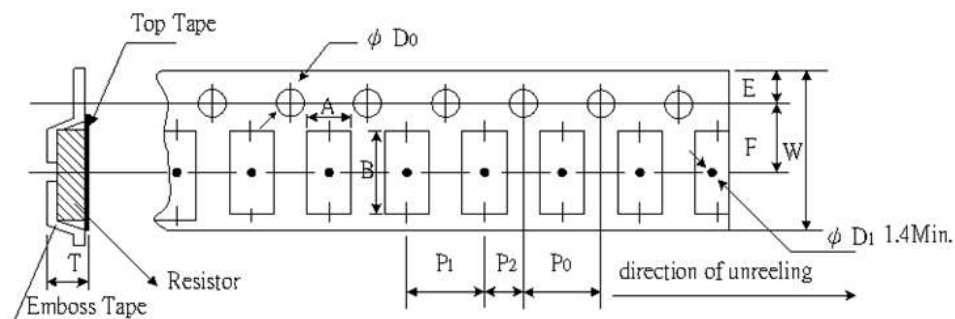 Top Tape
ϕ D0
E
A
F
W
B
ϕ D1 1.4Min.
T
P1
P2
P0
direction of unreeling
Resistor
Emboss Tape